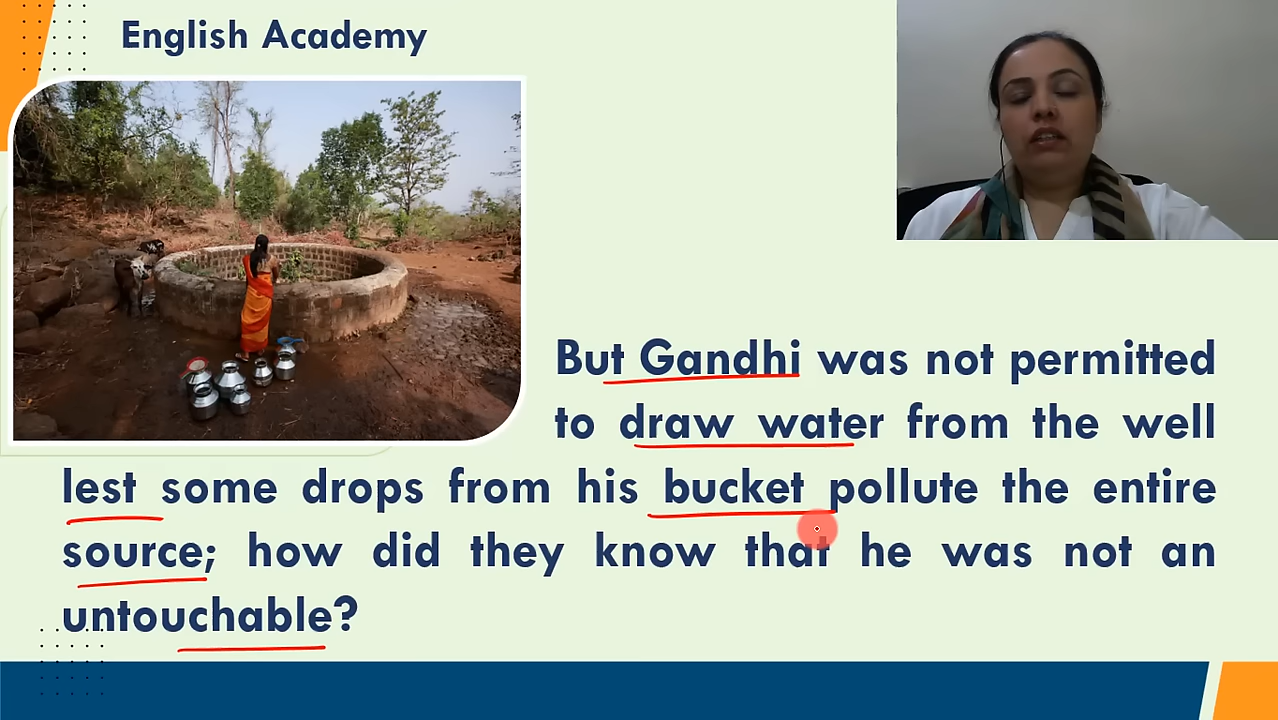 English Academy
But Gandhi was not permitted
to draw water from the well
lest some drops from his bucket pollute the entire
source; how did they know that he was not an
untouchable?